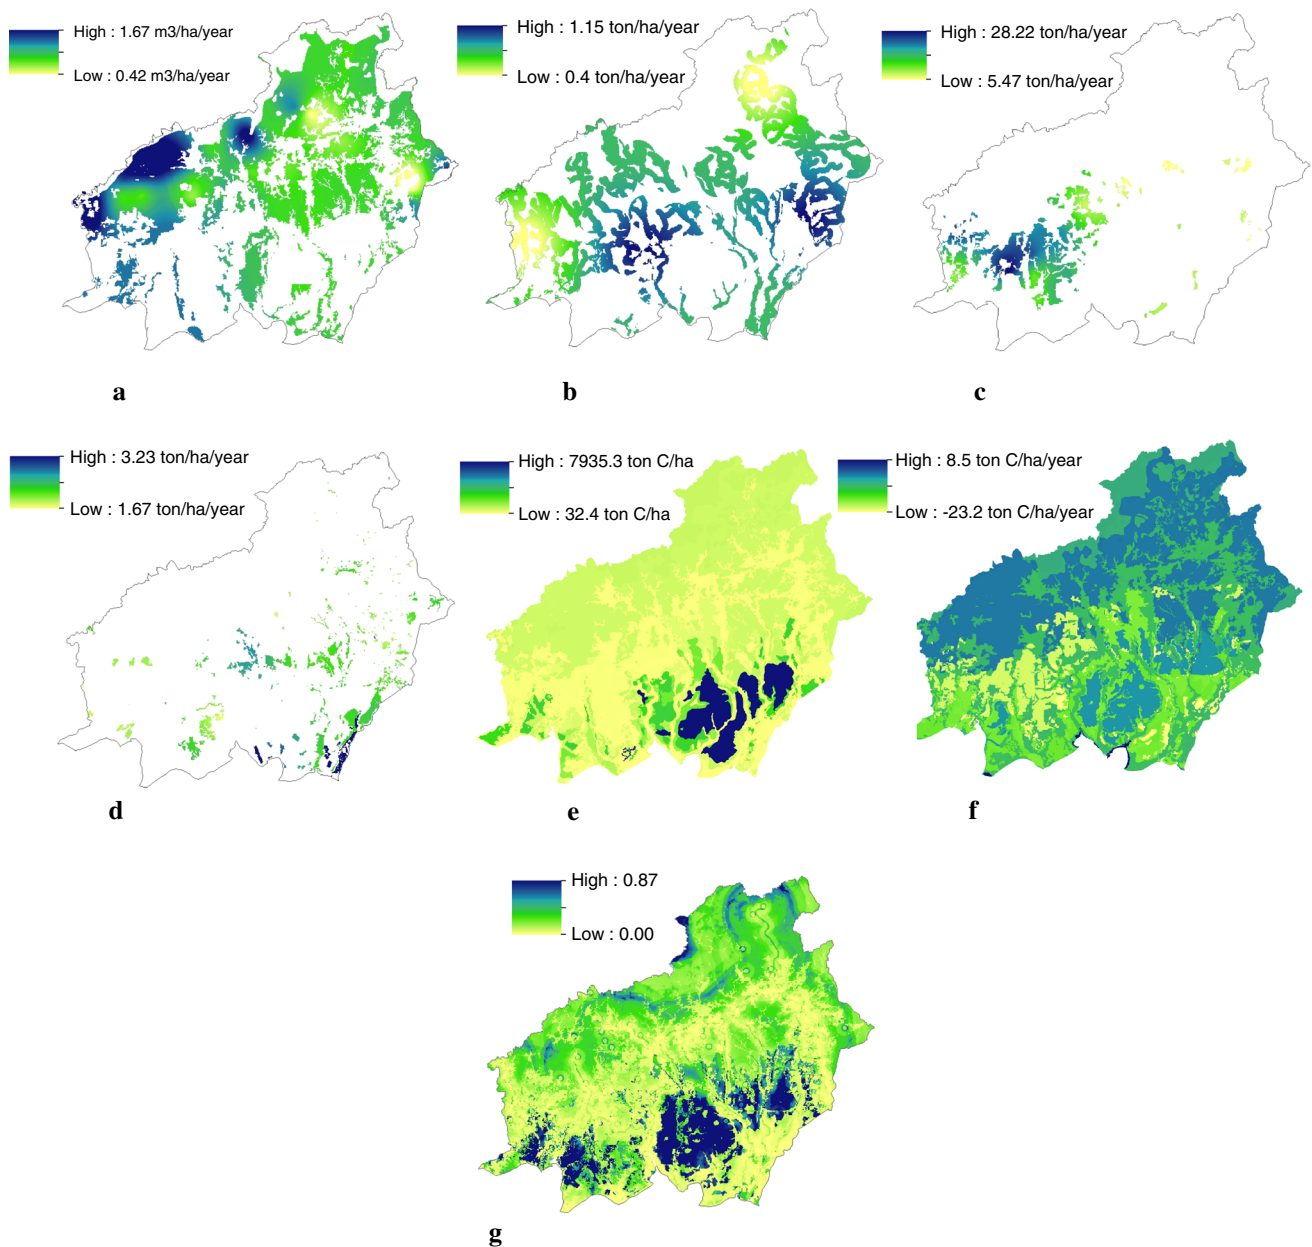 High : 1.67 m3/ha/year
Low : 0.42 m3/ha/year
a
High : 1.15 ton/ha/year
Low : 0.4 ton/ha/year
b
High : 28.22 ton/ha/year
Low : 5.47 ton/ha/year
c
High : 3.23 ton/ha/year
Low : 1.67 ton/ha/year
d
High : 7935.3 ton C/ha
Low : 32.4 ton C/ha
e
High : 8.5 ton C/ha/year
Low : -23.2 ton C/ha/year
f
High : 0.87
Low : 0.00
g